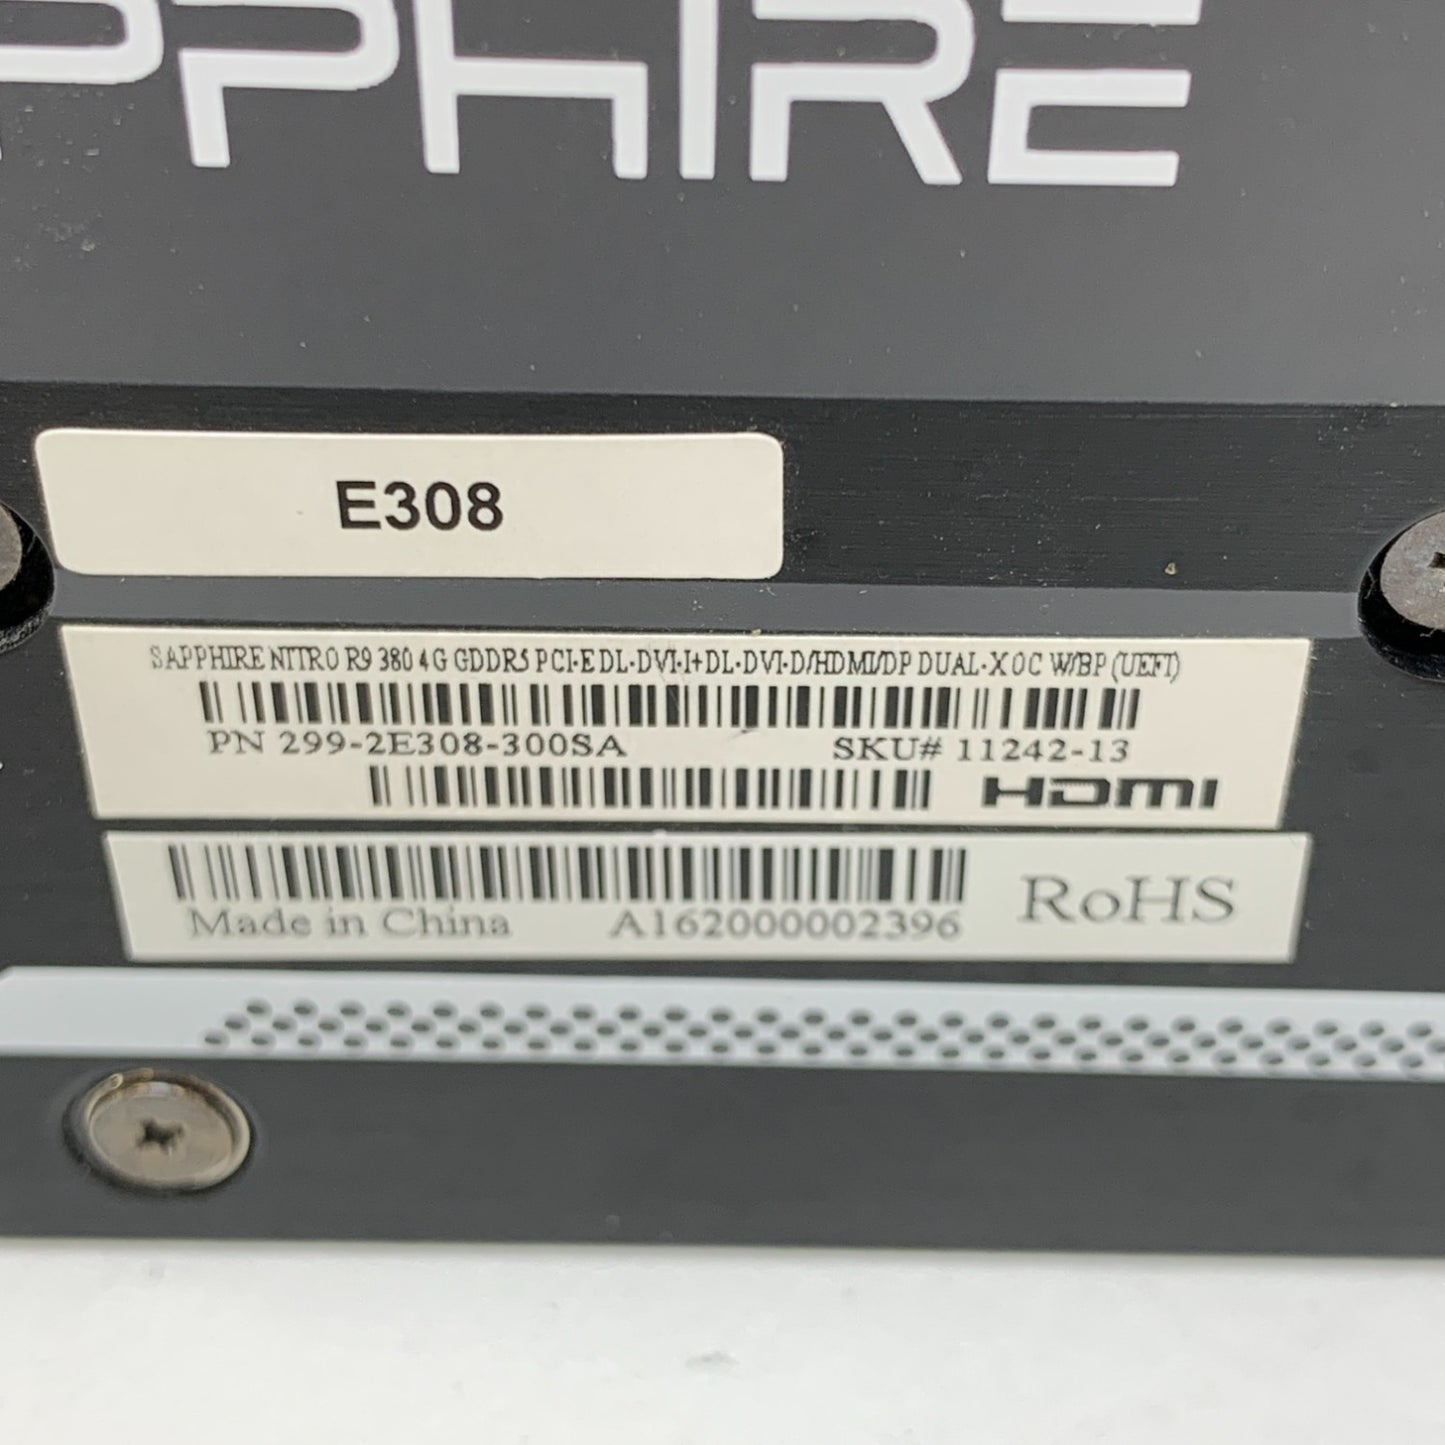 SAPPHIRE
E308
SAPPHIRE NITRO R9 380 4G GDDR5 PCI-E DL-DVI-I+DL-DVI-D/HDMI/DP DUAL-X OC W/BP (UEFI)
PN 299-2E308-300SA SKU# 11242-13
HDMI
Made in China A162000002396 RoHS